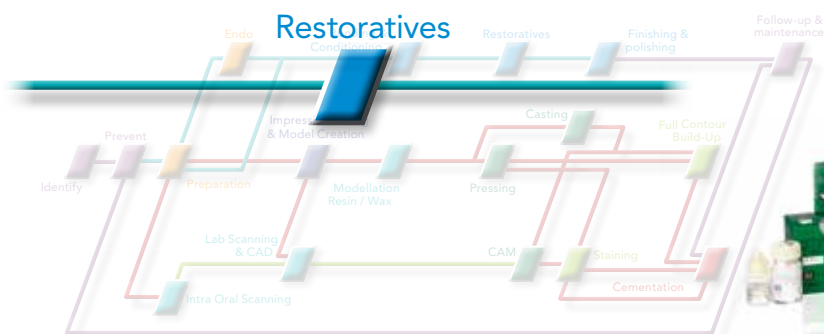 Restoratives
Follow-up &
maintenance
Endo
Conditioning
Restoratives
Finishing &
polishing
Casting
Full Contour
Build-Up
Prevent
& Model Creation
Identify
Preparation
Modellation
Resin / Wax
Pressing
Lab Scanning
& CAD
CAM
Staining
Cementation
Intra Oral Scanning